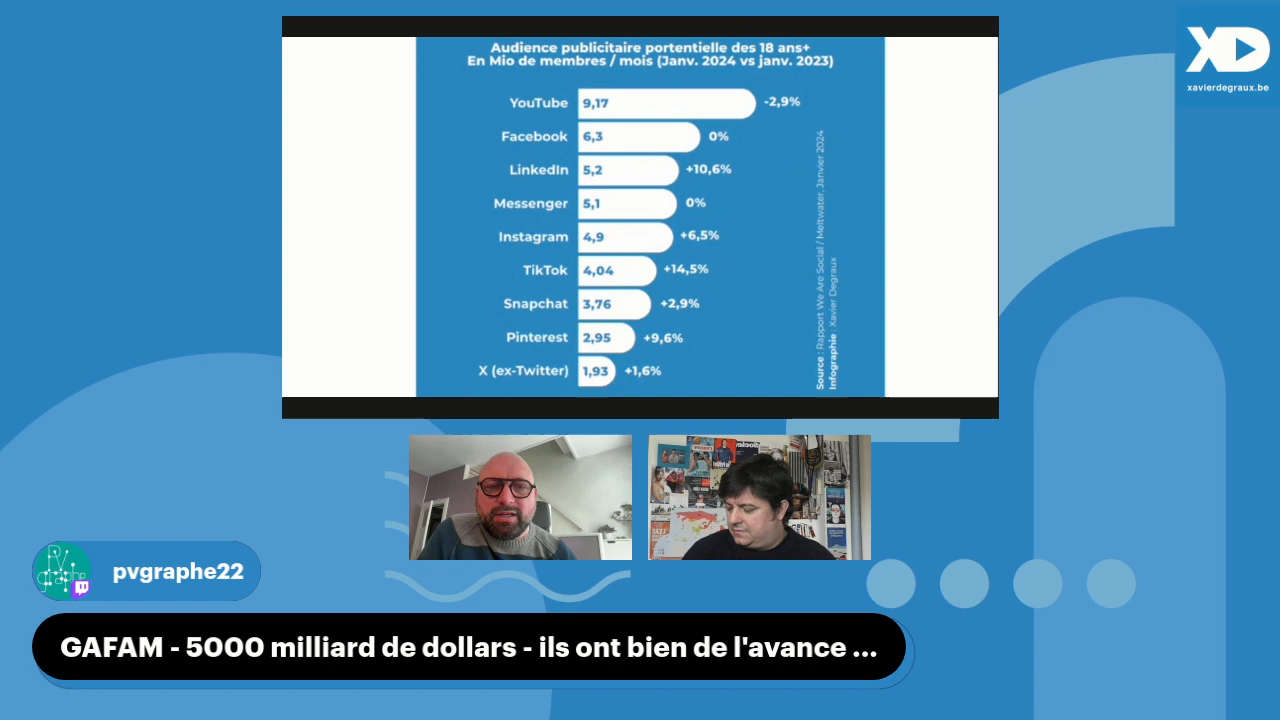 Audience publicitaire portentielle des 18 ans+
En Mio de membres / mois (Janv. 2024 vs janv. 2023)
YouTube 9,17 -2,9%
Facebook 6,3 0%
LinkedIn 5,2 +10,6%
Messenger 5,1 0%
Instagram 4,9 +6,5%
TikTok 4,04 +14,5%
Snapchat 3,76 +2,9%
Pinterest 2,95 +9,6%
X (ex-Twitter) 1,93 +1,6%
Source : Rapport We Are Social / Meltwater, Janvier 2024
Infographie : Xavier Degraux
XD
xavierdegraux.be
pvgraphe22
GAFAM - 5000 milliard de dollars - ils ont bien de l'avance ...